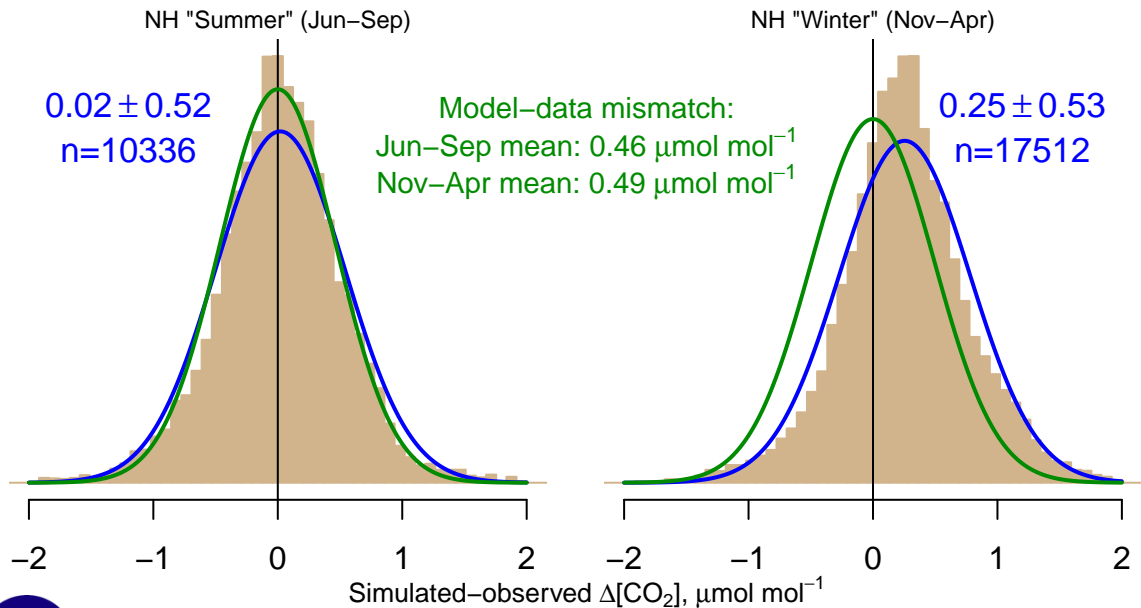 NH "Summer" (Jun−Sep)
0.02 ± 0.52
n=10336
Model−data mismatch:
Jun−Sep mean: 0.46 μmol mol⁻¹
Nov−Apr mean: 0.49 μmol mol⁻¹
NH "Winter" (Nov−Apr)
0.25 ± 0.53
n=17512
−2 −1 0 1 2
−2 −1 0 1 2
Simulated−observed Δ[CO₂], μmol mol⁻¹